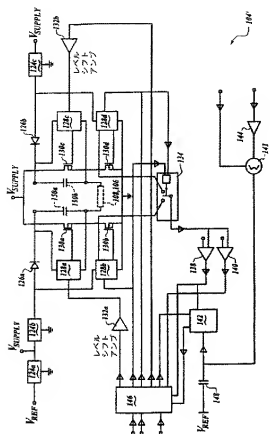 104'
V_SUPPLY
124c
132b
レベル
シフト
アンプ
126b
128c
128d
130c
130d
V_SUPPLY
150a
150b
108,106
134
144
143
126a
130a
130b
128a
128b
138
140
V_SUPPLY
124b
132a
レベル
シフト
アンプ
124a
V_REF
146
142
V_REF
148